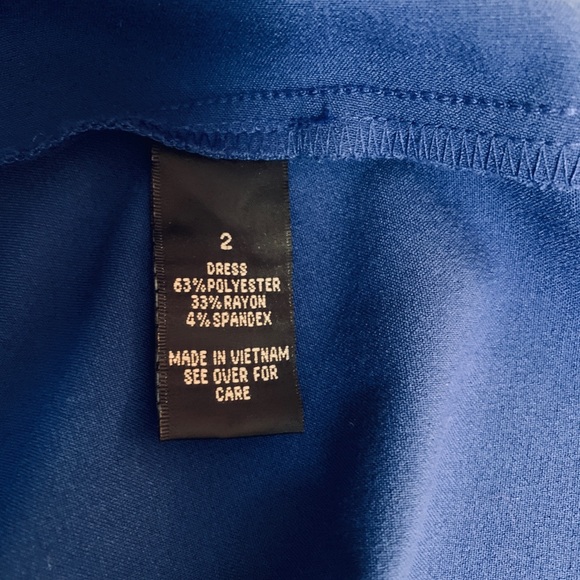 2
DRESS
63%POLYESTER
33%RAYON
4%SPANDEX
MADE IN VIETNAM
SEE OVER FOR
CARE